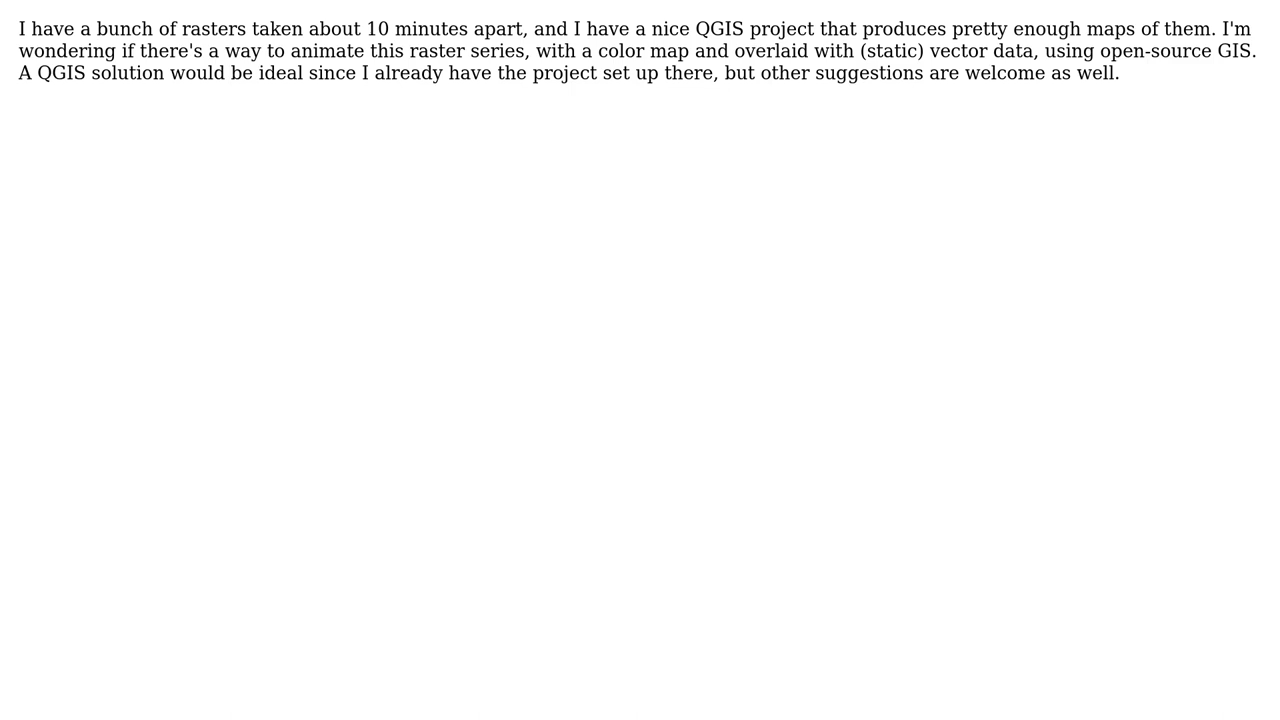 I have a bunch of rasters taken about 10 minutes apart, and I have a nice QGIS project that produces pretty enough maps of them. I'm
wondering if there's a way to animate this raster series, with a color map and overlaid with (static) vector data, using open-source GIS.
A QGIS solution would be ideal since I already have the project set up there, but other suggestions are welcome as well.